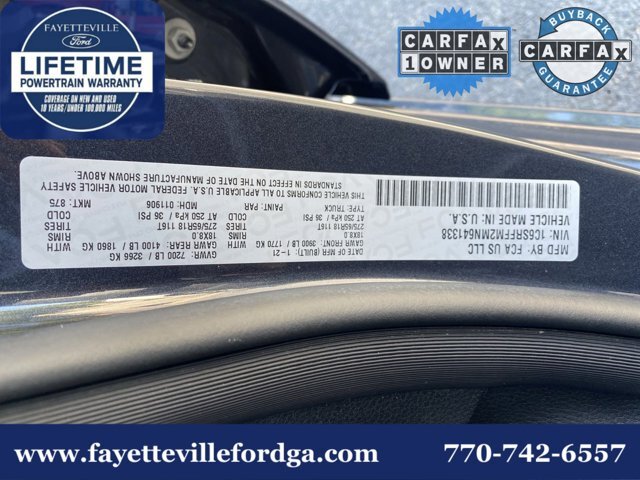 FAYETTEVILLE
Ford
LIFETIME
POWERTRAIN WARRANTY
COVERAGE ON NEW AND USED
10 YEARS/UNDER 100,000 MILES
CARFAX
1 OWNER
BUYBACK
CARFAX
GUARANTEE
MFD BY: FCA US LLC
VIN: 1C6SRFFMZMN641338
VEHICLE MADE IN: U.S.A.
DATE OF MFR (BUILT): 1-21
GVWR: 7200 LB 3266 KG
GAWR FRONT: 3900 LB 1770 KG
GAWR REAR: 4100 LB 1860 KG
WITH
18X8.0
RIMS
18X8.0
RIMS
WITH
275/65R18 116T
TIRES
275/65R18 116T
TIRES
AT 250 kPa 36 PSI
COLD
AT 250 kPa 36 PSI
COLD
TYPE: TRUCK
PAINT: PAR
MDH: 011906
MKT: 875
THIS VEHICLE CONFORMS TO ALL APPLICABLE U.S.A. FEDERAL MOTOR VEHICLE SAFETY
STANDARDS IN EFFECT ON THE DATE OF MANUFACTURE SHOWN ABOVE.
www.fayettevillefordga.com
770-742-6557